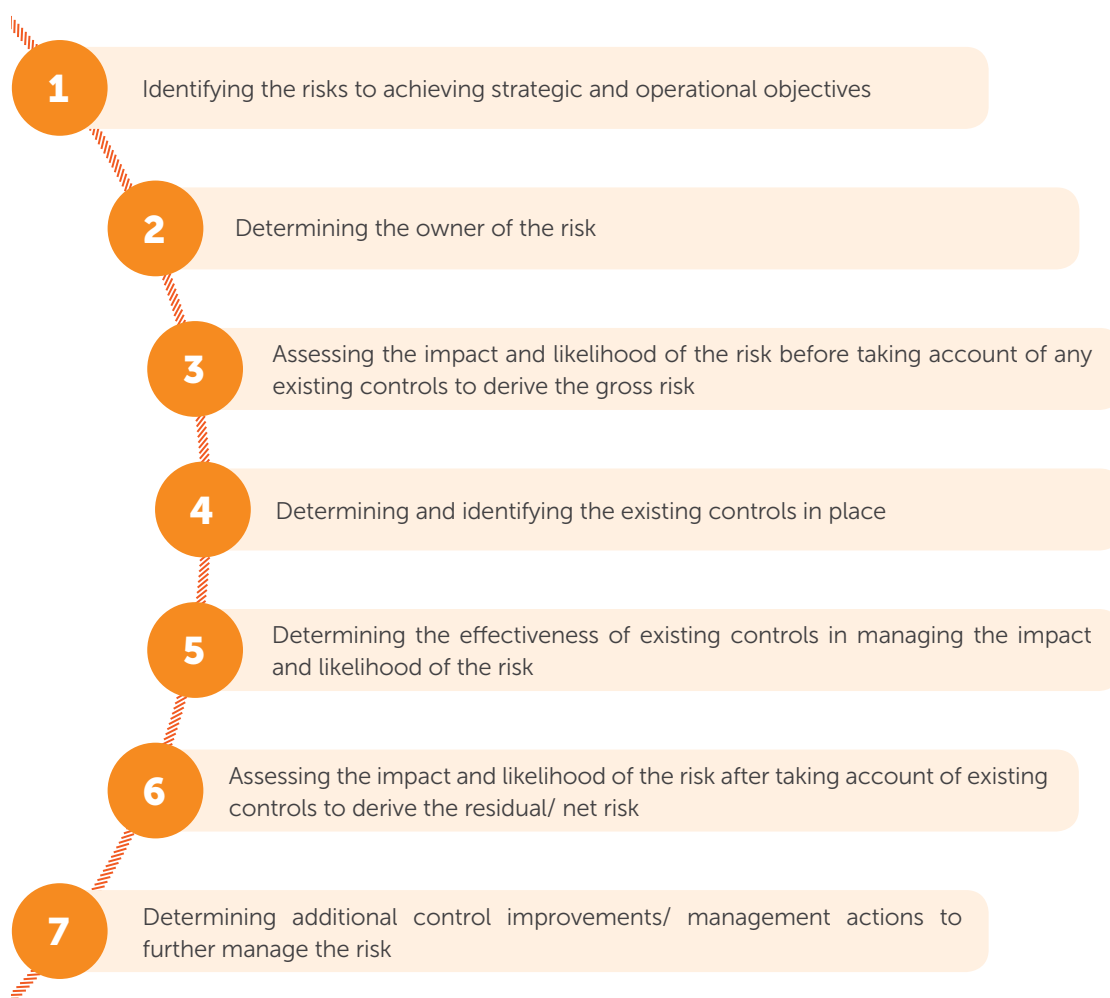 1
Identifying the risks to achieving strategic and operational objectives
2
Determining the owner of the risk
3
Assessing the impact and likelihood of the risk before taking account of any
existing controls to derive the gross risk
4
Determining and identifying the existing controls in place
5
Determining the effectiveness of existing controls in managing the impact
and likelihood of the risk
6
Assessing the impact and likelihood of the risk after taking account of existing
controls to derive the residual/ net risk
7
Determining additional control improvements/ management actions to
further manage the risk